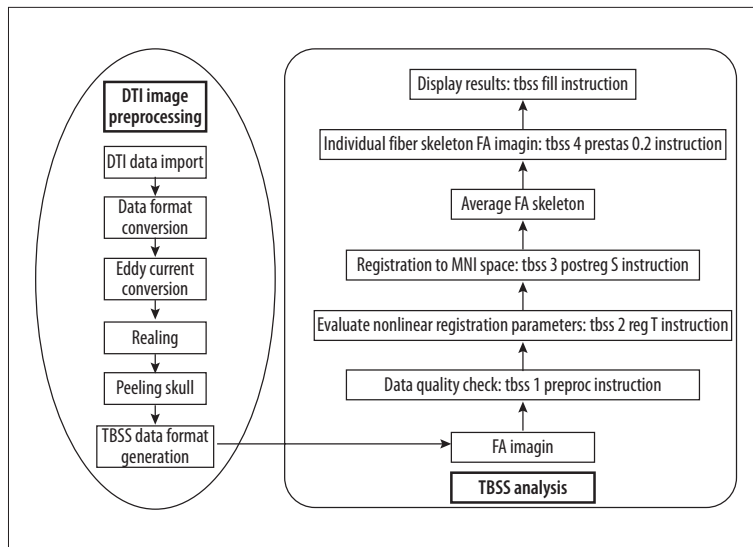 DTI image
preprocessing
DTI data import
Data format
conversion
Eddy current
conversion
Realing
Peeling skull
TBSS data format
generation
Display results: tbss fill instruction
Individual fiber skeleton FA imagin: tbss 4 prestas 0.2 instruction
Average FA skeleton
Registration to MNI space: tbss 3 postreg S instruction
Evaluate nonlinear registration parameters: tbss 2 reg T instruction
Data quality check: tbss 1 preproc instruction
FA imagin
TBSS analysis